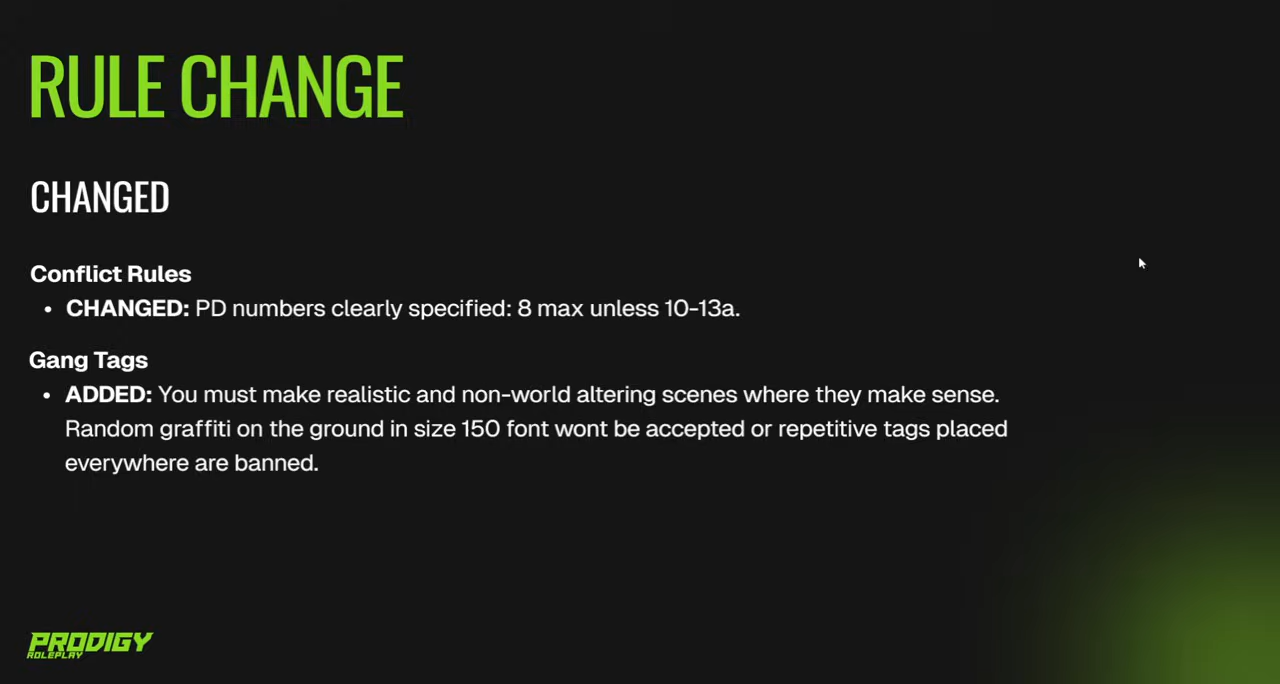 RULE CHANGE
CHANGED
Conflict Rules
• CHANGED: PD numbers clearly specified: 8 max unless 10-13a.
Gang Tags
• ADDED: You must make realistic and non-world altering scenes where they make sense.
Random graffiti on the ground in size 150 font wont be accepted or repetitive tags placed
everywhere are banned.
PRODIGY
ROLEPLAY